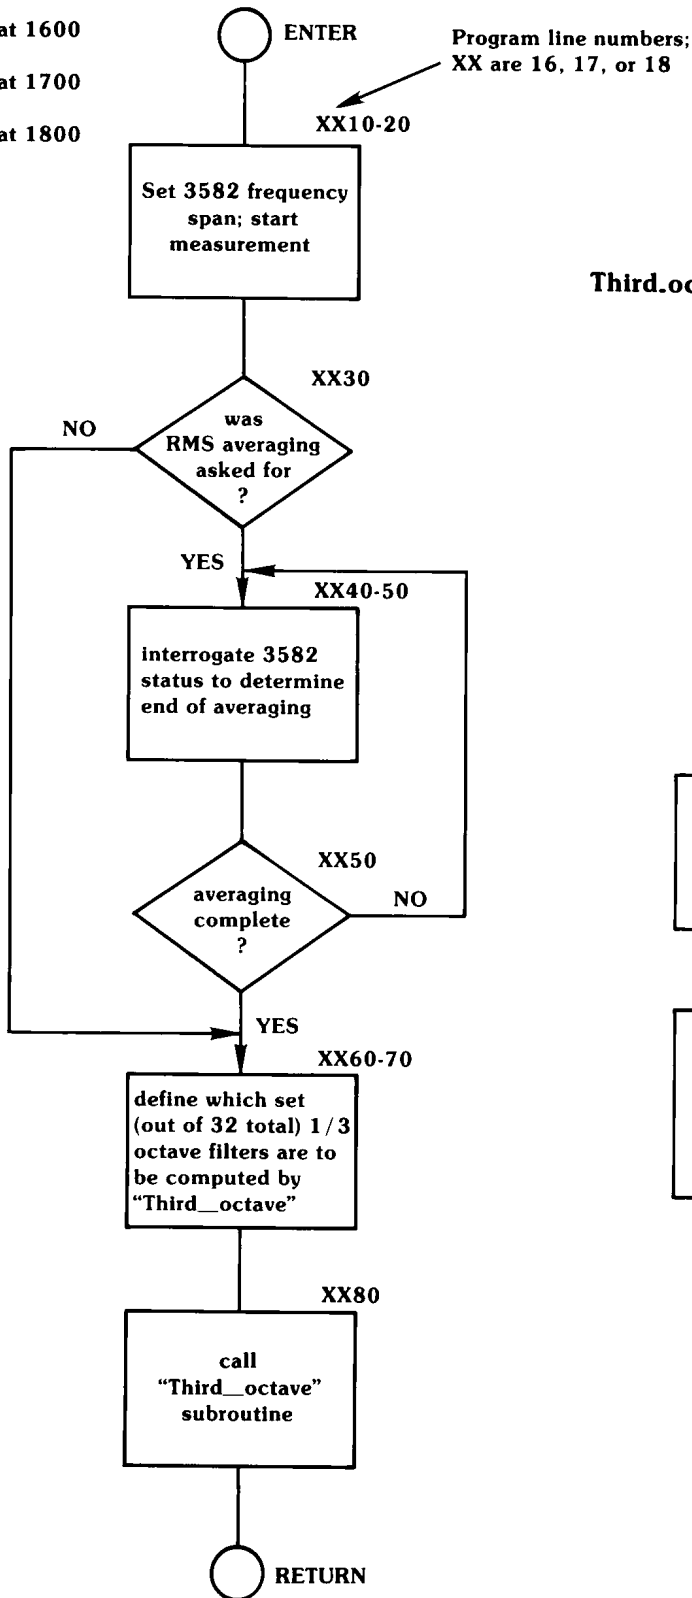 at 1600
at 1700
at 1800
ENTER
Program line numbers;
XX are 16, 17, or 18
XX10-20
Set 3582 frequency
span; start
measurement
Third_oc
XX30
was
RMS averaging
asked for
?
NO
YES
XX40-50
interrogate 3582
status to determine
end of averaging
XX50
averaging
complete
?
NO
YES
XX60-70
define which set
(out of 32 total) 1/3
octave filters are to
be computed by
“Third__octave”
XX80
call
“Third__octave”
subroutine
RETURN